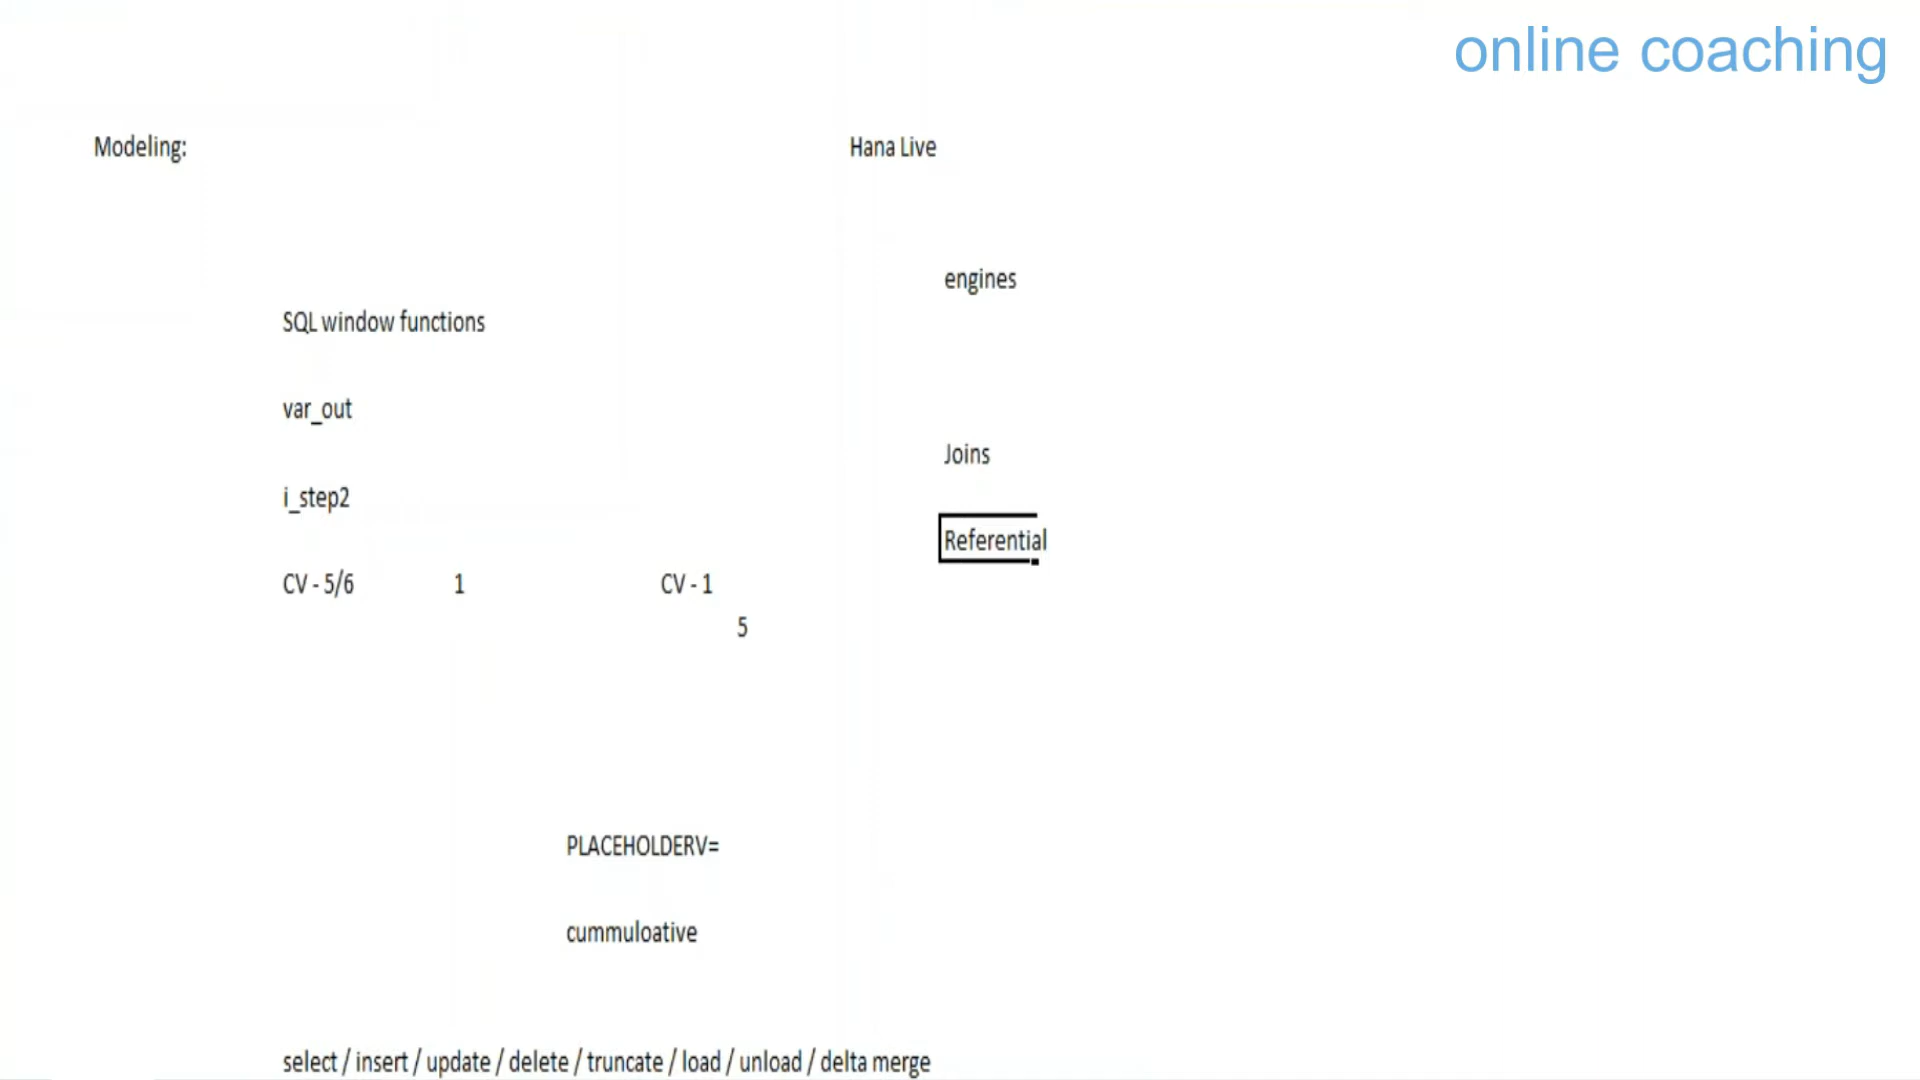 online coaching
Modeling:
Hana Live
engines
SQL window functions
var_out
Joins
i_step2
Referential
CV - 5/6 1 CV - 1
5
PLACEHOLDERV=
cummuloative
select / insert / update / delete / truncate / load / unload / delta merge